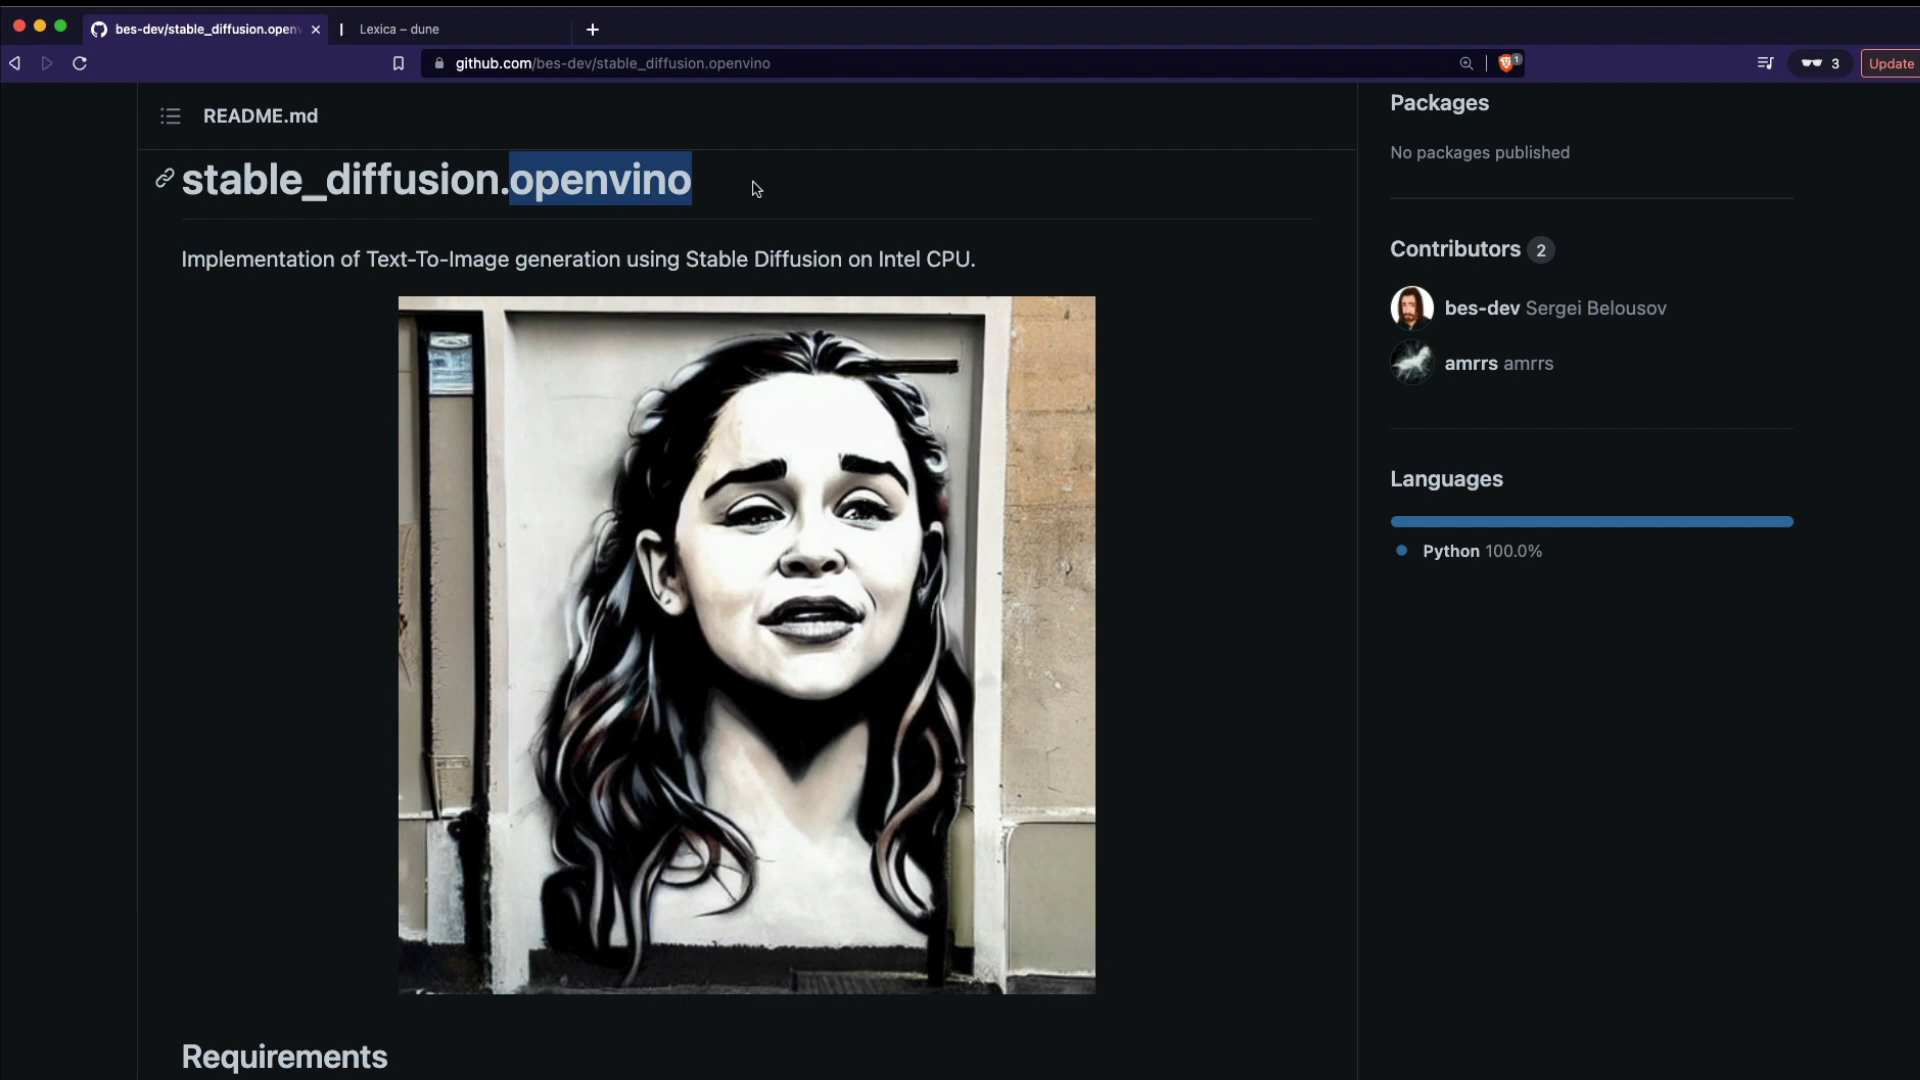 bes-dev/stable_diffusion.openv
Lexica – dune
github.com/bes-dev/stable_diffusion.openvino
1
3
Update
README.md
stable_diffusion.openvino
Implementation of Text-To-Image generation using Stable Diffusion on Intel CPU.
Requirements
Packages
No packages published
Contributors 2
bes-dev Sergei Belousov
amrrs amrrs
Languages
Python 100.0%